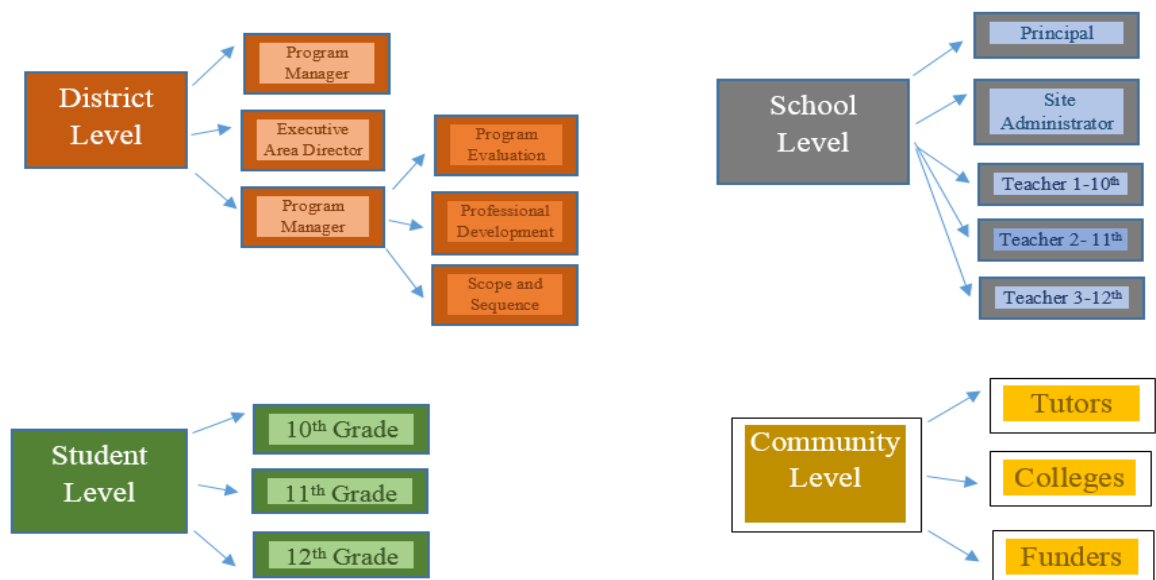 District
Level
Program
Manager
Executive
Area Director
Program
Manager
Program
Evaluation
Professional
Development
Scope and
Sequence
School
Level
Principal
Site
Administrator
Teacher 1-10th
Teacher 2- 11th
Teacher 3-12th
Student
Level
10th Grade
11th Grade
12th Grade
Community
Level
Tutors
Colleges
Funders